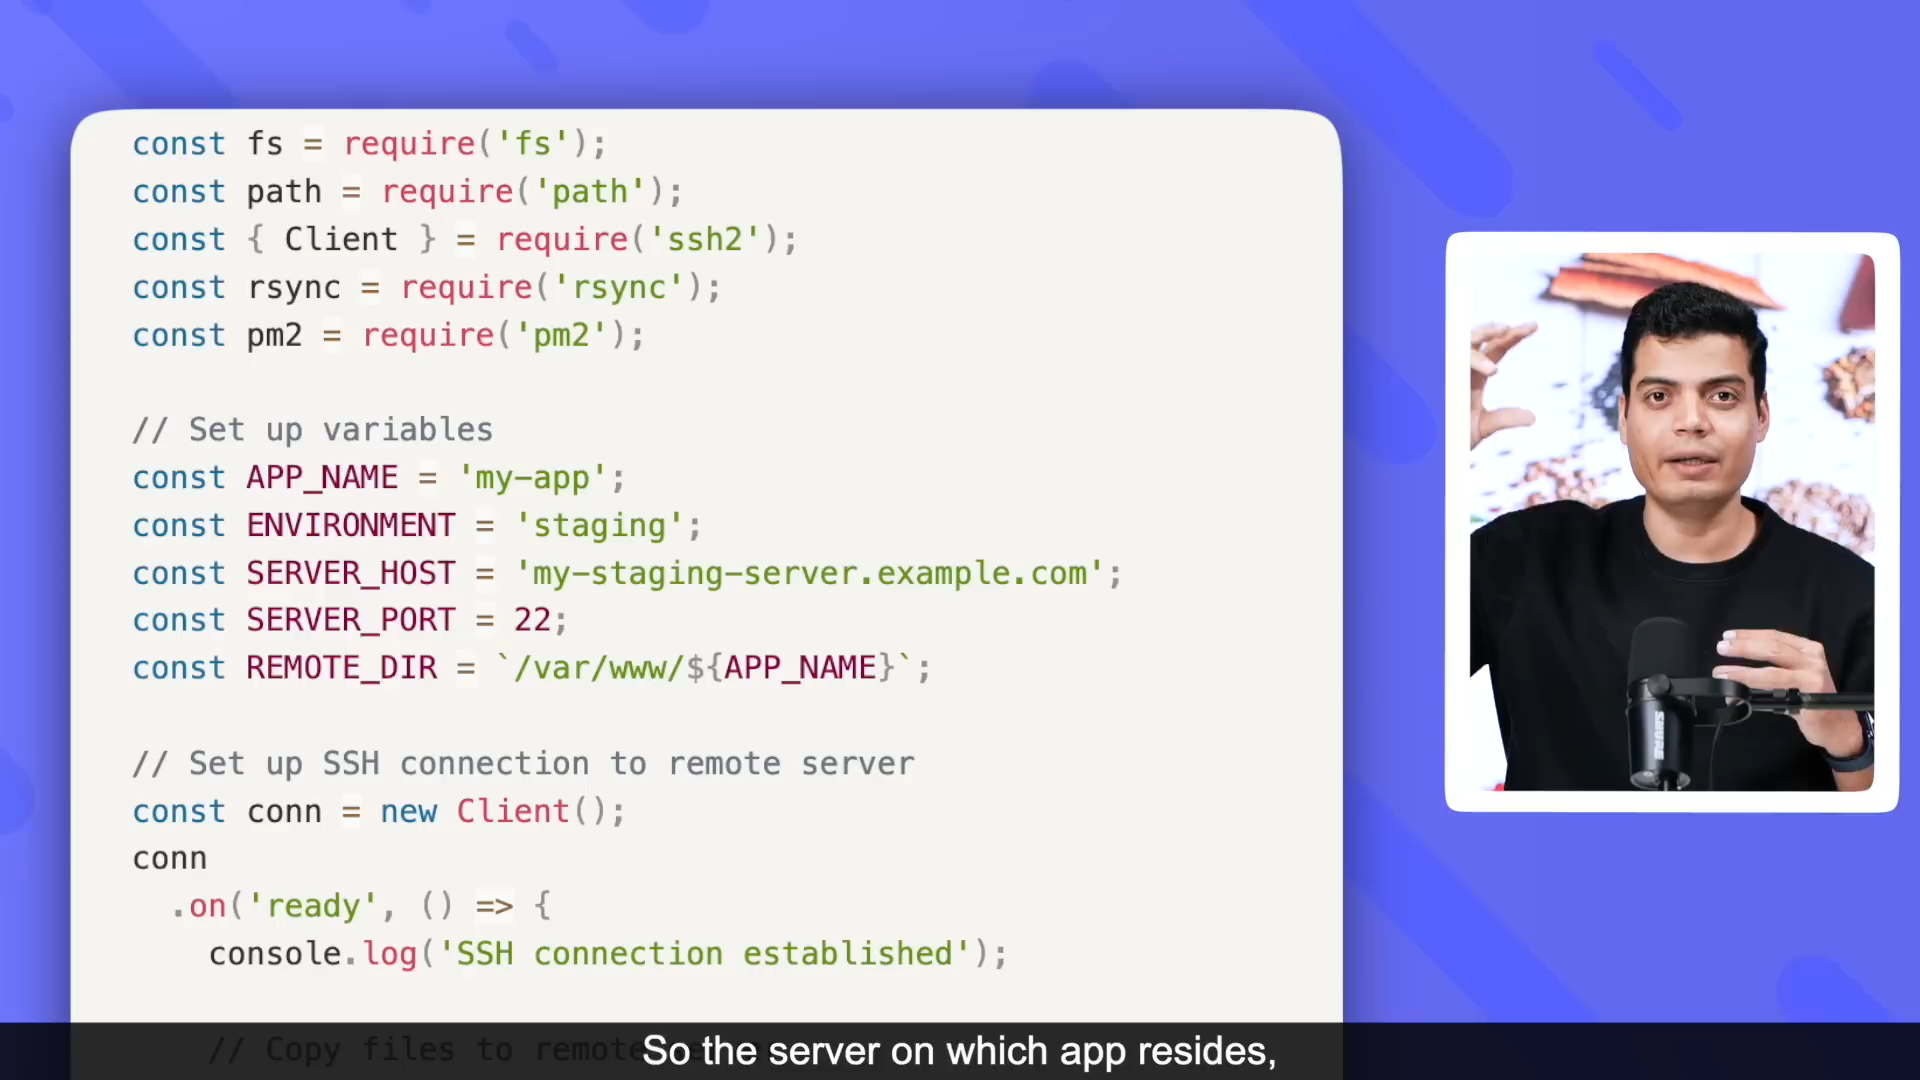 const fs = require('fs');
const path = require('path');
const { Client } = require('ssh2');
const rsync = require('rsync');
const pm2 = require('pm2');
// Set up variables
const APP_NAME = 'my-app';
const ENVIRONMENT = 'staging';
const SERVER_HOST = 'my-staging-server.example.com';
const SERVER_PORT = 22;
const REMOTE_DIR = `/var/www/${APP_NAME}`;
// Set up SSH connection to remote server
const conn = new Client();
conn
.on('ready', () => {
console.log('SSH connection established');
// Copy files to remote
So the server on which app resides,
SHURE